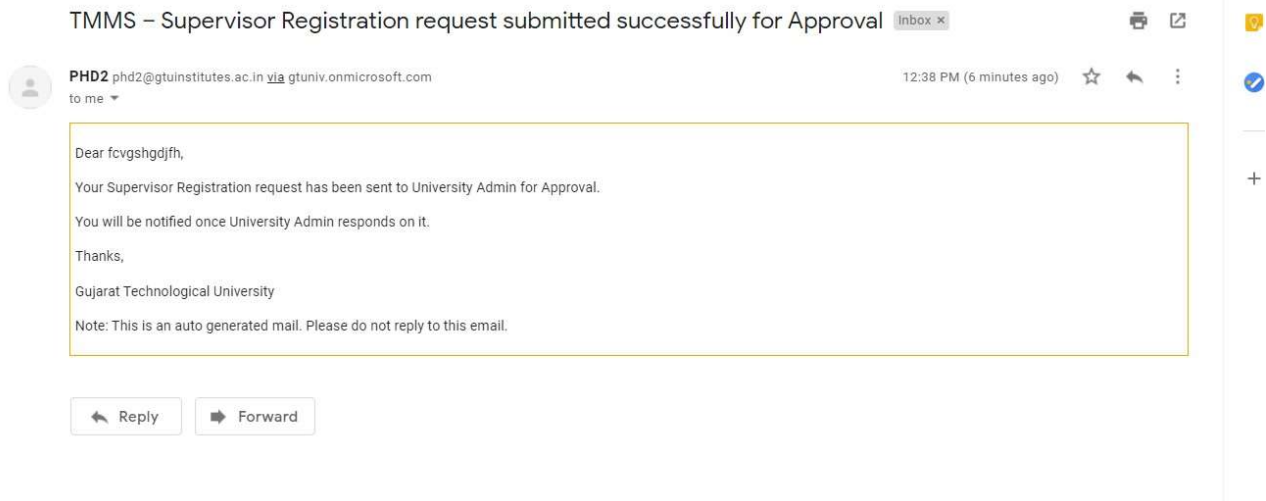 TMMS – Supervisor Registration request submitted successfully for Approval Inbox ×
PHD2 phd2@gtuinstitutes.ac.in via gtuniv.onmicrosoft.com 12:38 PM (6 minutes ago)
to me
Dear fcvgshgdjfh,
Your Supervisor Registration request has been sent to University Admin for Approval.
You will be notified once University Admin responds on it.
Thanks,
Gujarat Technological University
Note: This is an auto generated mail. Please do not reply to this email.
Reply Forward